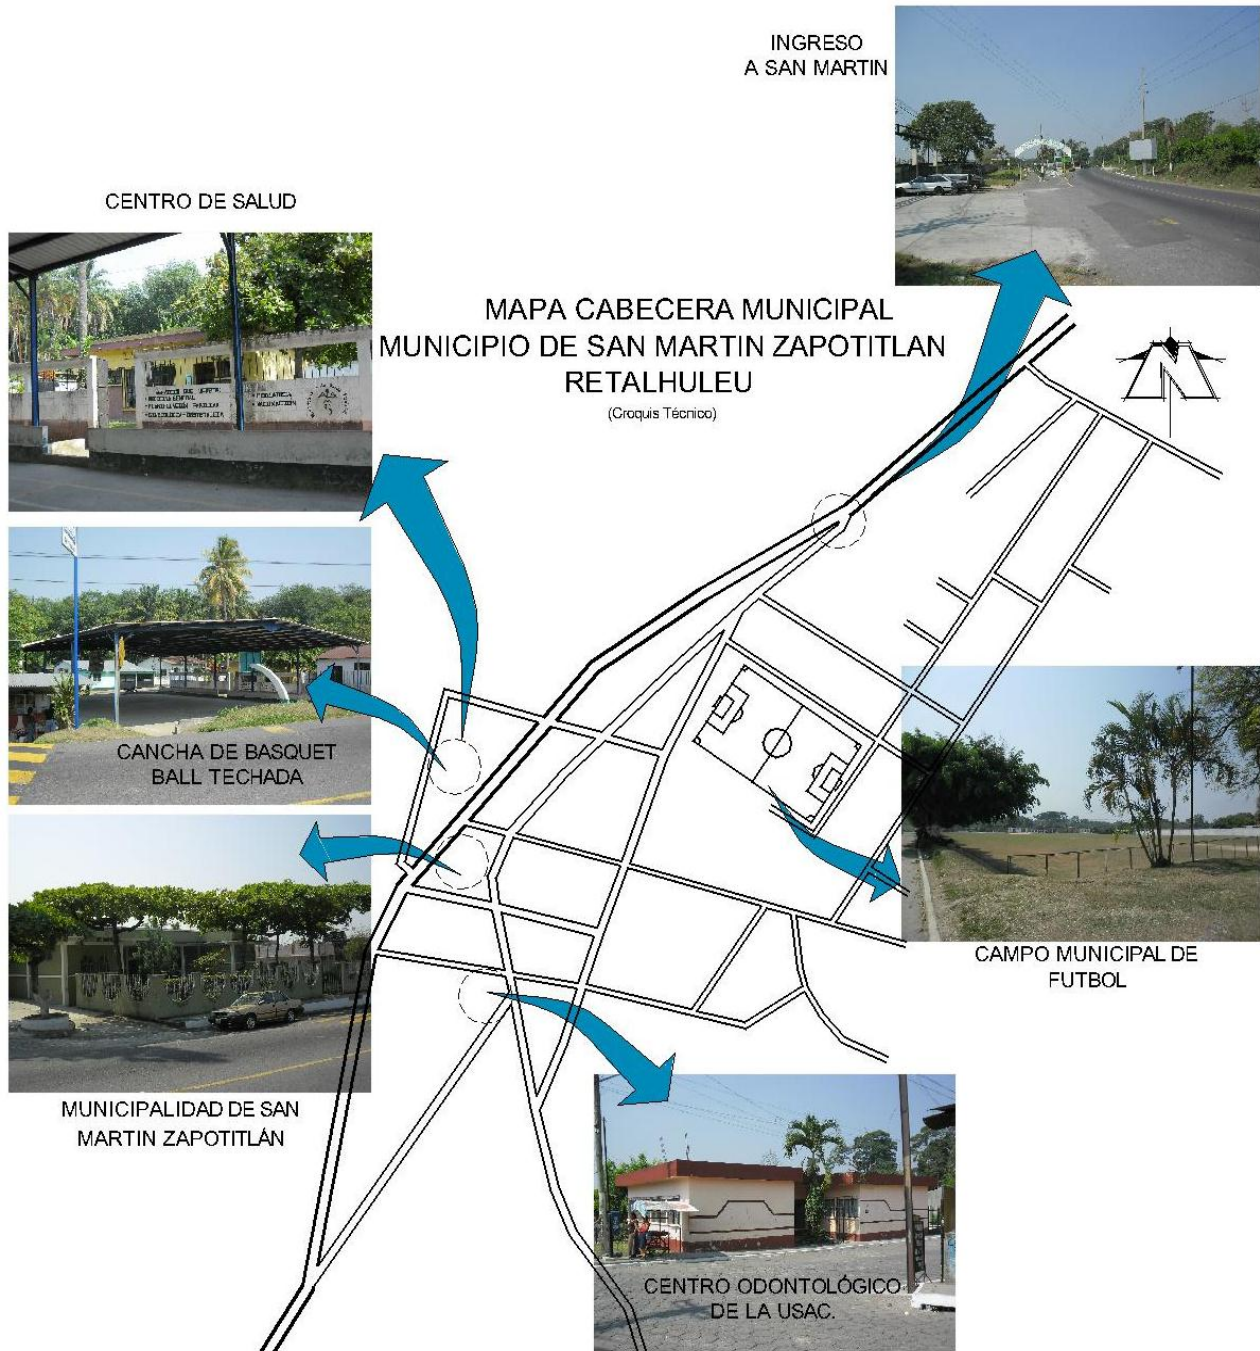 INGRESO
A SAN MARTIN
CENTRO DE SALUD
MAPA CABECERA MUNICIPAL
MUNICIPIO DE SAN MARTIN ZAPOTITLAN
RETALHULEU
(Croquis Técnico)
CANCHA DE BASQUET
BALL TECHADA
CAMPO MUNICIPAL DE
FUTBOL
MUNICIPALIDAD DE SAN
MARTIN ZAPOTITLÁN
CENTRO ODONTOLÓGICO
DE LA USAC.